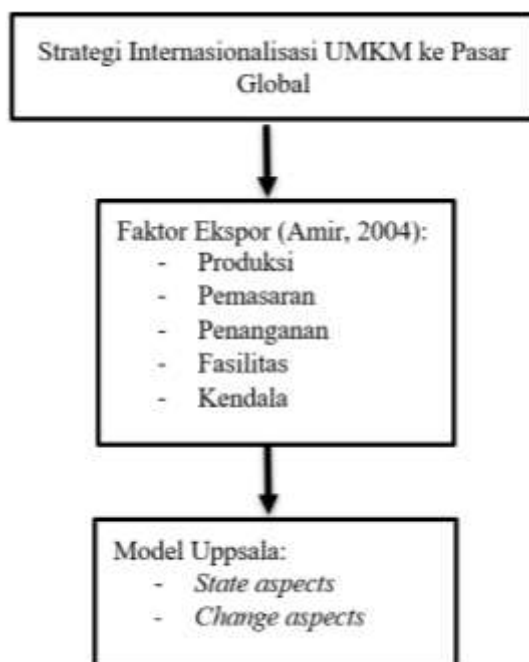 Strategi Internasionalisasi UMKM ke Pasar
Global
Faktor Ekspor (Amir, 2004):
- Produksi
- Pemasaran
- Penanganan
- Fasilitas
- Kendala
Model Uppsala:
- State aspects
- Change aspects